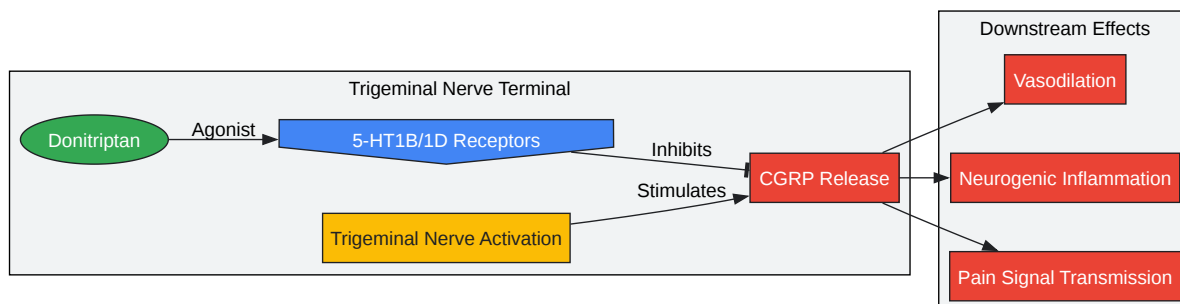 Downstream Effects
Trigeminal Nerve Terminal
Vasodilation
Donitriptan
Agonist
5-HT1B/1D Receptors
Inhibits
CGRP Release
Neurogenic Inflammation
Stimulates
Trigeminal Nerve Activation
Pain Signal Transmission